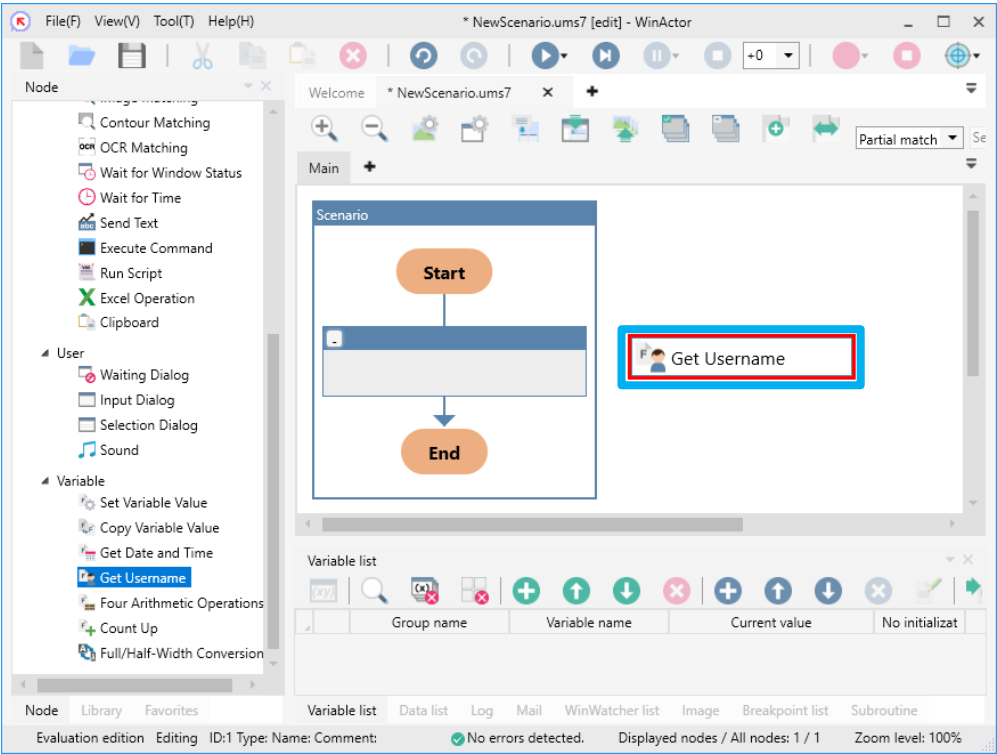 File(F) View(V) Tool(T) Help(H)
* NewScenario.ums7 [edit] - WinActor
+0
Node
Contour Matching
OCR Matching
Wait for Window Status
Wait for Time
Send Text
Execute Command
Run Script
Excel Operation
Clipboard
User
Waiting Dialog
Input Dialog
Selection Dialog
Sound
Variable
Set Variable Value
Copy Variable Value
Get Date and Time
Get Username
Four Arithmetic Operations
Count Up
Full/Half-Width Conversion
Node Library Favorites
Welcome * NewScenario.ums7
Partial match Se
Main
Scenario
Start
-
End
Get Username
Variable list
Group name Variable name Current value No initializat
Variable list Data list Log Mail WinWatcher list Image Breakpoint list Subroutine
Evaluation edition Editing ID:1 Type: Name: Comment: No errors detected. Displayed nodes / All nodes: 1 / 1 Zoom level: 100%